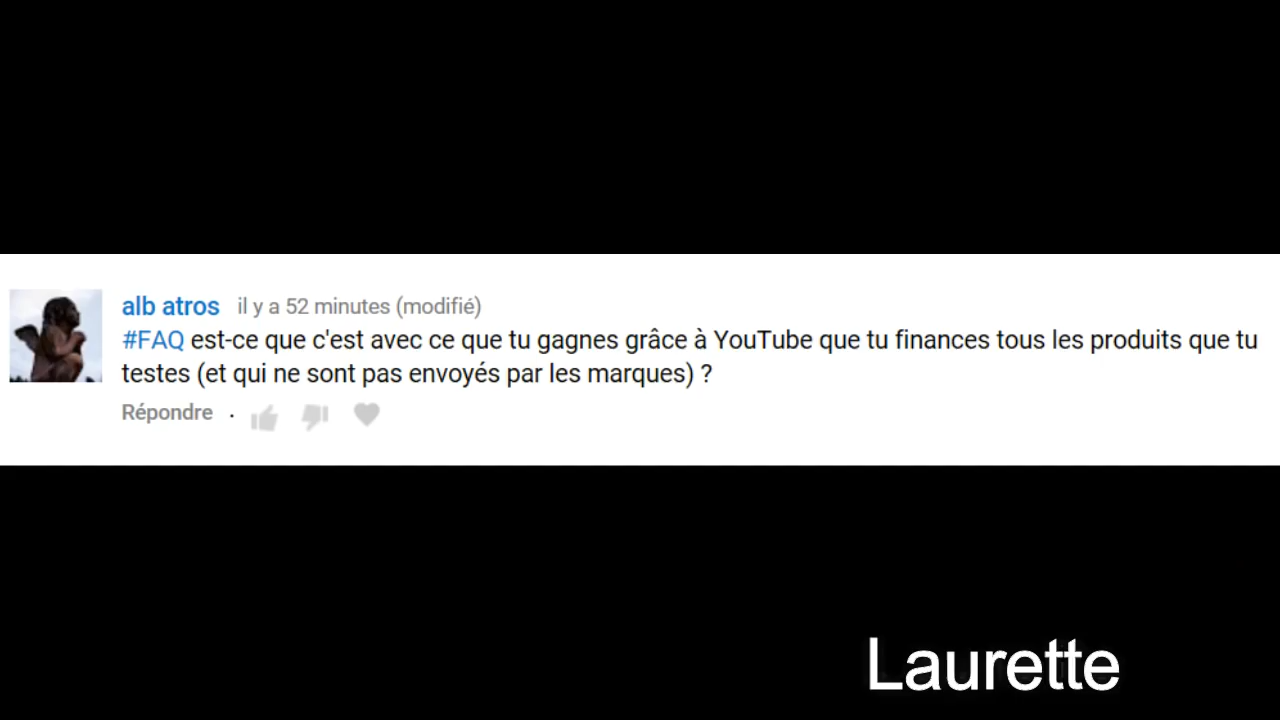 alb atros il y a 52 minutes (modifié)
#FAQ est-ce que c'est avec ce que tu gagnes grâce à YouTube que tu finances tous les produits que tu
testes (et qui ne sont pas envoyés par les marques) ?
Répondre ·
Laurette